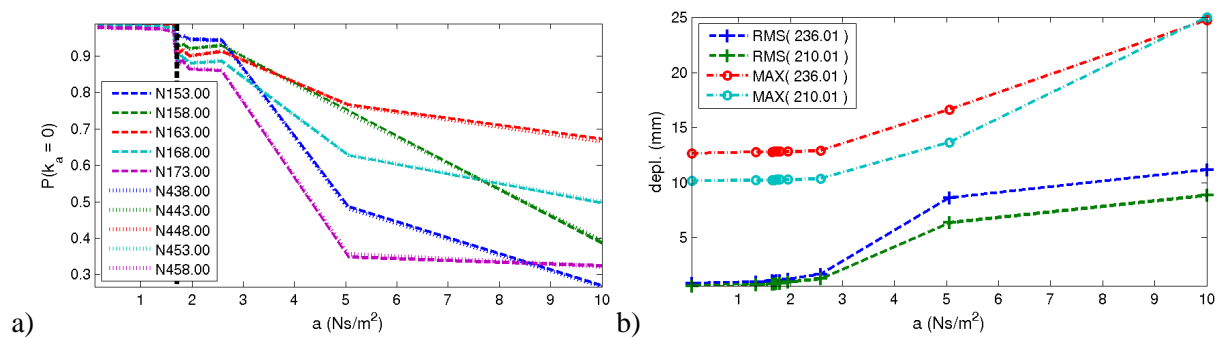 0.9
0.8
0.7
0.6
0.5
0.4
0.3
P(k_a = 0)
N153.00
N158.00
N163.00
N168.00
N173.00
N438.00
N443.00
N448.00
N453.00
N458.00
1 2 3 4 5 6 7 8 9 10
a (Ns/m²)
a)
25
20
15
10
5
depl. (mm)
RMS( 236.01 )
RMS( 210.01 )
MAX( 236.01 )
MAX( 210.01 )
1 2 3 4 5 6 7 8 9 10
a (Ns/m²)
b)